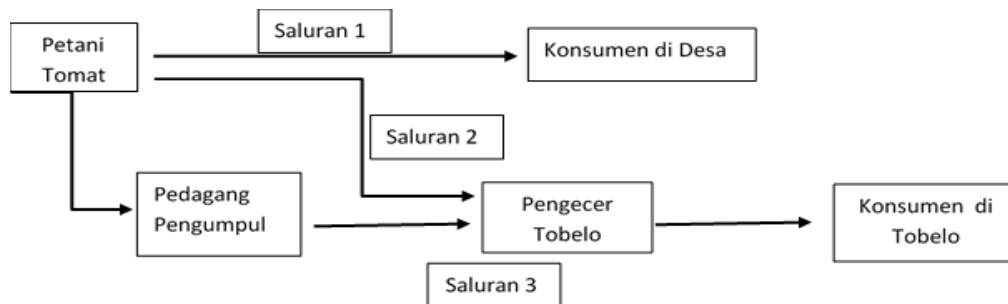 Petani
Tomat
Saluran 1
Konsumen di Desa
Saluran 2
Pedagang
Pengumpul
Pengecer
Tobelo
Konsumen di
Tobelo
Saluran 3